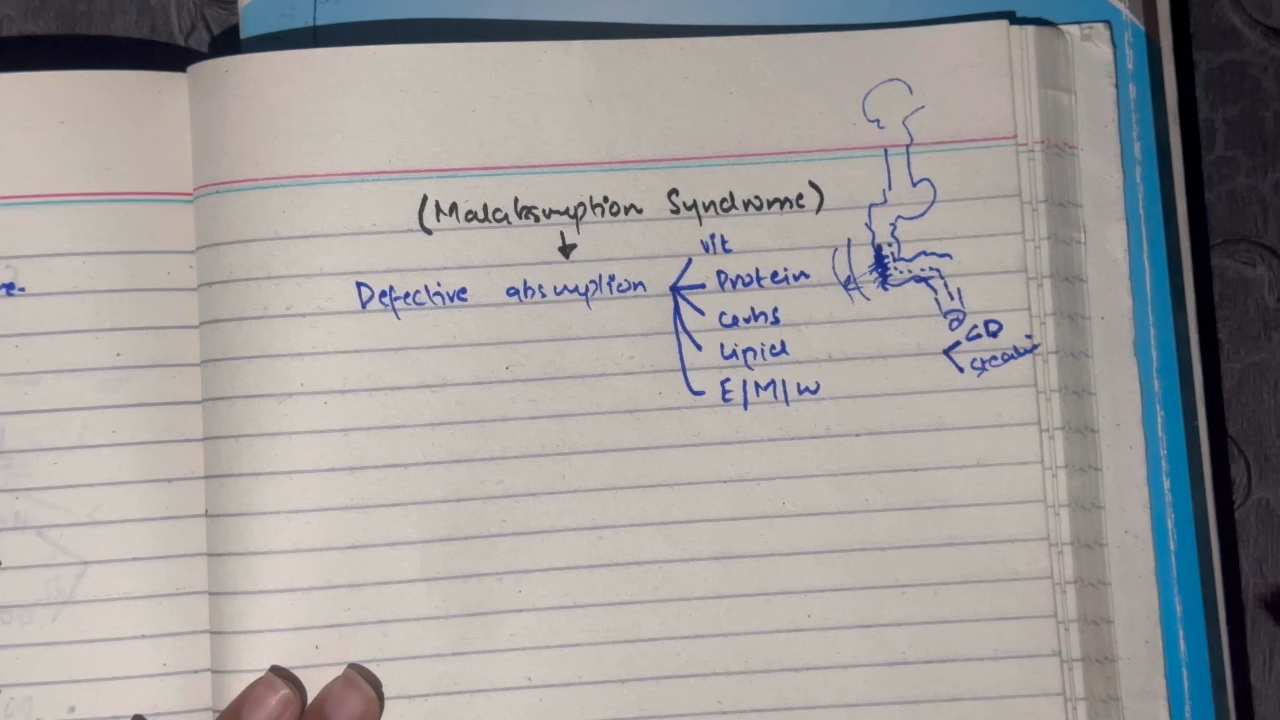 (Malabsorption Syndrome)
↓
Defective absorption
vit
Protein
carbs
Lipid
E/M/W
CD